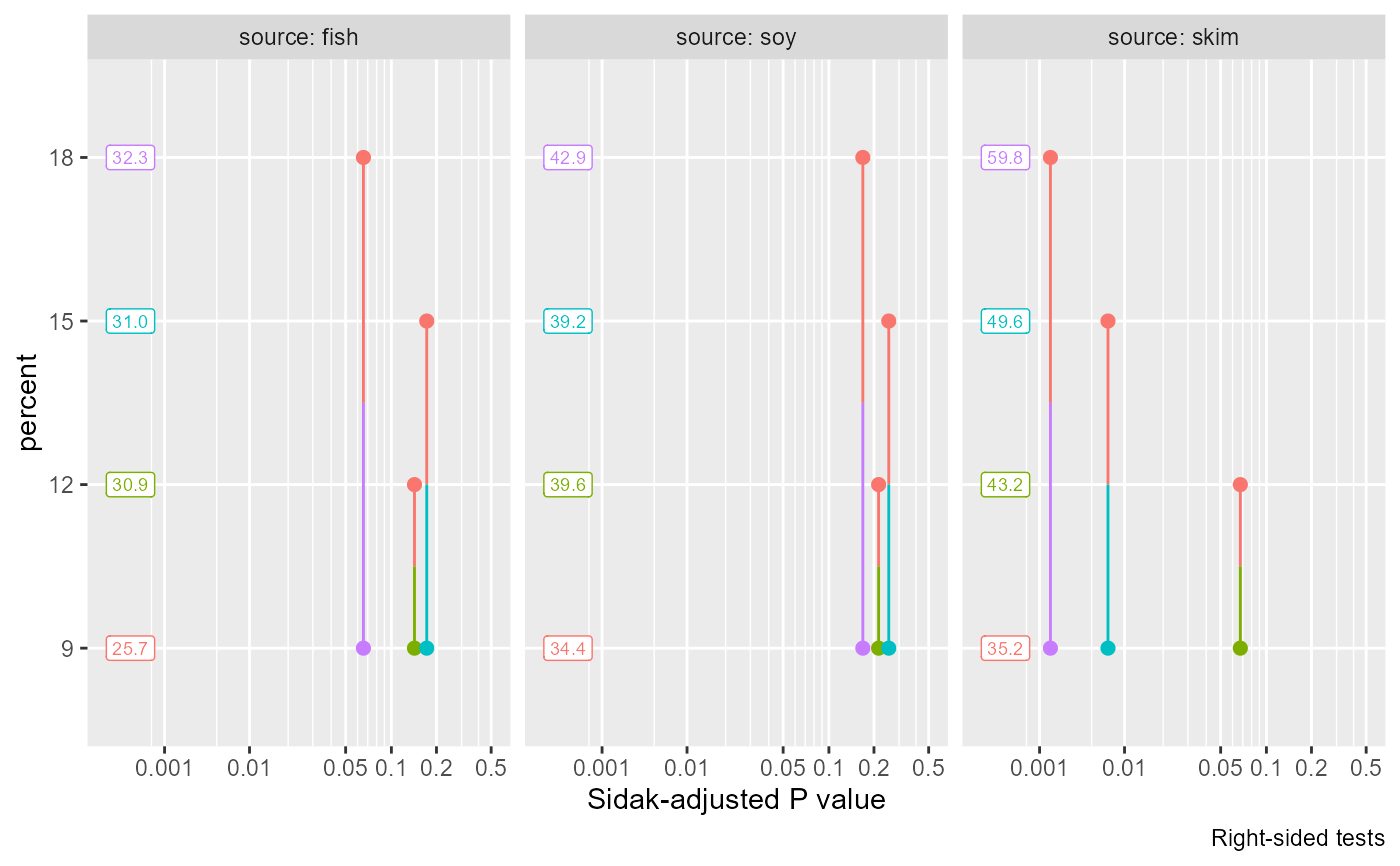 source: fish source: soy source: skim
18 32.3 42.9 59.8
15 31.0 39.2 49.6
percent
12 30.9 39.6 43.2
9 25.7 34.4 35.2
0.001 0.01 0.05 0.1 0.2 0.5 0.001 0.01 0.05 0.1 0.2 0.5 0.001 0.01 0.05 0.1 0.2 0.5
Sidak-adjusted P value
Right-sided tests